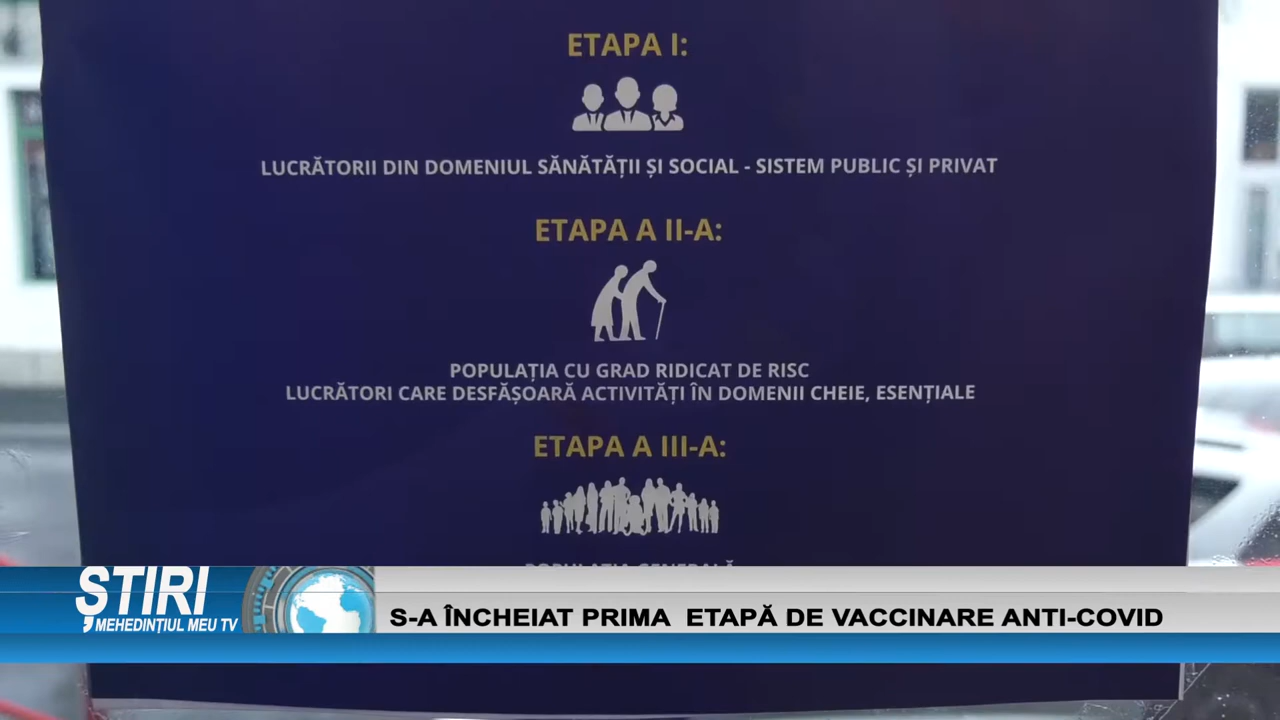 ETAPA I:
LUCRĂTORII DIN DOMENIUL SĂNĂTĂȚII ȘI SOCIAL - SISTEM PUBLIC ȘI PRIVAT
ETAPA A II-A:
POPULAȚIA CU GRAD RIDICAT DE RISC
LUCRĂTORI CARE DESFĂȘOARĂ ACTIVITĂȚI ÎN DOMENII CHEIE, ESENȚIALE
ETAPA A III-A:
POPULAȚIA GENERALĂ
ȘTIRI
MEHEDINȚIUL MEU TV
S-A ÎNCHEIAT PRIMA ETAPĂ DE VACCINARE ANTI-COVID